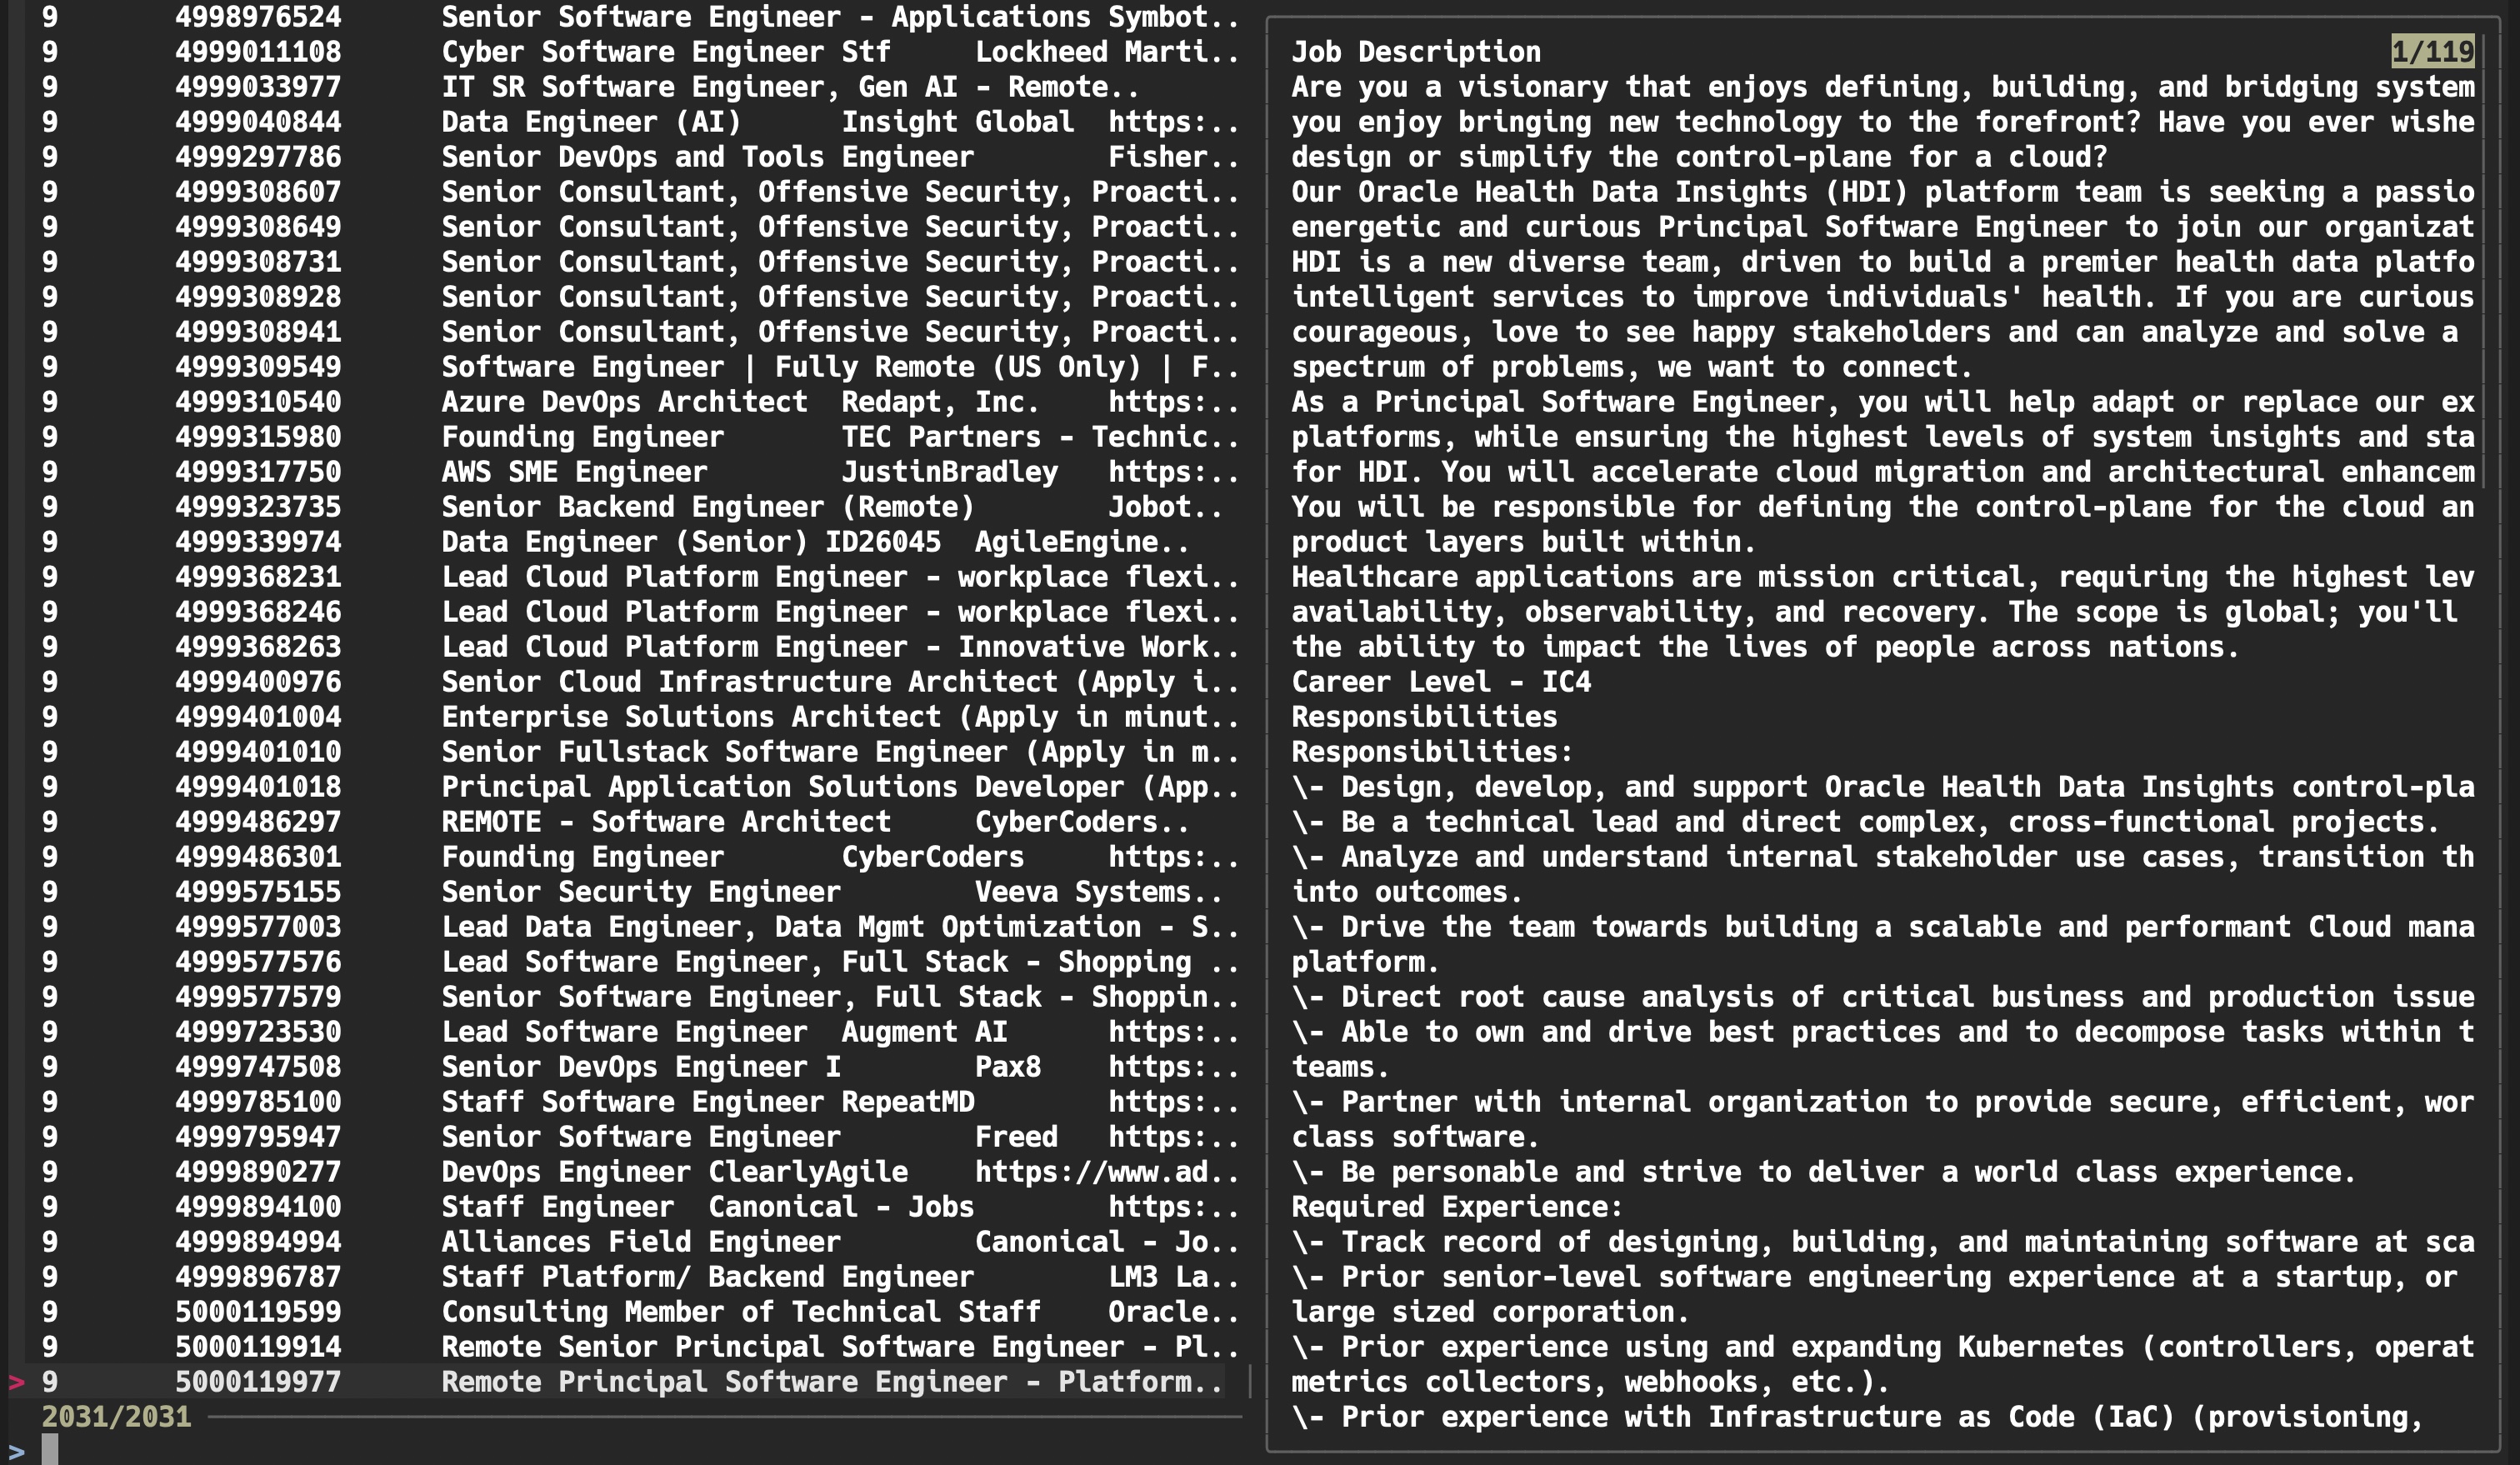 9 4998976524 Senior Software Engineer - Applications Symbot..
9 4999011108 Cyber Software Engineer Stf Lockheed Marti..
9 4999033977 IT SR Software Engineer, Gen AI - Remote..
9 4999040844 Data Engineer (AI) Insight Global https:..
9 4999297786 Senior DevOps and Tools Engineer Fisher..
9 4999308607 Senior Consultant, Offensive Security, Proacti..
9 4999308649 Senior Consultant, Offensive Security, Proacti..
9 4999308731 Senior Consultant, Offensive Security, Proacti..
9 4999308928 Senior Consultant, Offensive Security, Proacti..
9 4999308941 Senior Consultant, Offensive Security, Proacti..
9 4999309549 Software Engineer | Fully Remote (US Only) | F..
9 4999310540 Azure DevOps Architect Redapt, Inc. https:..
9 4999315980 Founding Engineer TEC Partners - Technic..
9 4999317750 AWS SME Engineer JustinBradley https:..
9 4999323735 Senior Backend Engineer (Remote) Jobot..
9 4999339974 Data Engineer (Senior) ID26045 AgileEngine..
9 4999368231 Lead Cloud Platform Engineer - workplace flexi..
9 4999368246 Lead Cloud Platform Engineer - workplace flexi..
9 4999368263 Lead Cloud Platform Engineer - Innovative Work..
9 4999400976 Senior Cloud Infrastructure Architect (Apply i..
9 4999401004 Enterprise Solutions Architect (Apply in minut..
9 4999401010 Senior Fullstack Software Engineer (Apply in m..
9 4999401018 Principal Application Solutions Developer (App..
9 4999486297 REMOTE - Software Architect CyberCoders..
9 4999486301 Founding Engineer CyberCoders https:..
9 4999575155 Senior Security Engineer Veeva Systems..
9 4999577003 Lead Data Engineer, Data Mgmt Optimization - S..
9 4999577576 Lead Software Engineer, Full Stack - Shopping ..
9 4999577579 Senior Software Engineer, Full Stack - Shoppin..
9 4999723530 Lead Software Engineer Augment AI https:..
9 4999747508 Senior DevOps Engineer I Pax8 https:..
9 4999785100 Staff Software Engineer RepeatMD https:..
9 4999795947 Senior Software Engineer Freed https:..
9 4999890277 DevOps Engineer ClearlyAgile https://www.ad..
9 4999894100 Staff Engineer Canonical - Jobs https:..
9 4999894994 Alliances Field Engineer Canonical - Jo..
9 4999896787 Staff Platform/ Backend Engineer LM3 La..
9 5000119599 Consulting Member of Technical Staff Oracle..
9 5000119914 Remote Senior Principal Software Engineer - Pl..
> 9 5000119977 Remote Principal Software Engineer - Platform..
2031/2031
>
Job Description 1/119
Are you a visionary that enjoys defining, building, and bridging system
you enjoy bringing new technology to the forefront? Have you ever wishe
design or simplify the control-plane for a cloud?
Our Oracle Health Data Insights (HDI) platform team is seeking a passio
energetic and curious Principal Software Engineer to join our organizat
HDI is a new diverse team, driven to build a premier health data platfo
intelligent services to improve individuals' health. If you are curious
courageous, love to see happy stakeholders and can analyze and solve a
spectrum of problems, we want to connect.
As a Principal Software Engineer, you will help adapt or replace our ex
platforms, while ensuring the highest levels of system insights and sta
for HDI. You will accelerate cloud migration and architectural enhancem
You will be responsible for defining the control-plane for the cloud an
product layers built within.
Healthcare applications are mission critical, requiring the highest lev
availability, observability, and recovery. The scope is global; you'll
the ability to impact the lives of people across nations.
Career Level - IC4
Responsibilities
Responsibilities:
\- Design, develop, and support Oracle Health Data Insights control-pla
\- Be a technical lead and direct complex, cross-functional projects.
\- Analyze and understand internal stakeholder use cases, transition th
into outcomes.
\- Drive the team towards building a scalable and performant Cloud mana
platform.
\- Direct root cause analysis of critical business and production issue
\- Able to own and drive best practices and to decompose tasks within t
teams.
\- Partner with internal organization to provide secure, efficient, wor
class software.
\- Be personable and strive to deliver a world class experience.
Required Experience:
\- Track record of designing, building, and maintaining software at sca
\- Prior senior-level software engineering experience at a startup, or
large sized corporation.
\- Prior experience using and expanding Kubernetes (controllers, operat
metrics collectors, webhooks, etc.).
\- Prior experience with Infrastructure as Code (IaC) (provisioning,